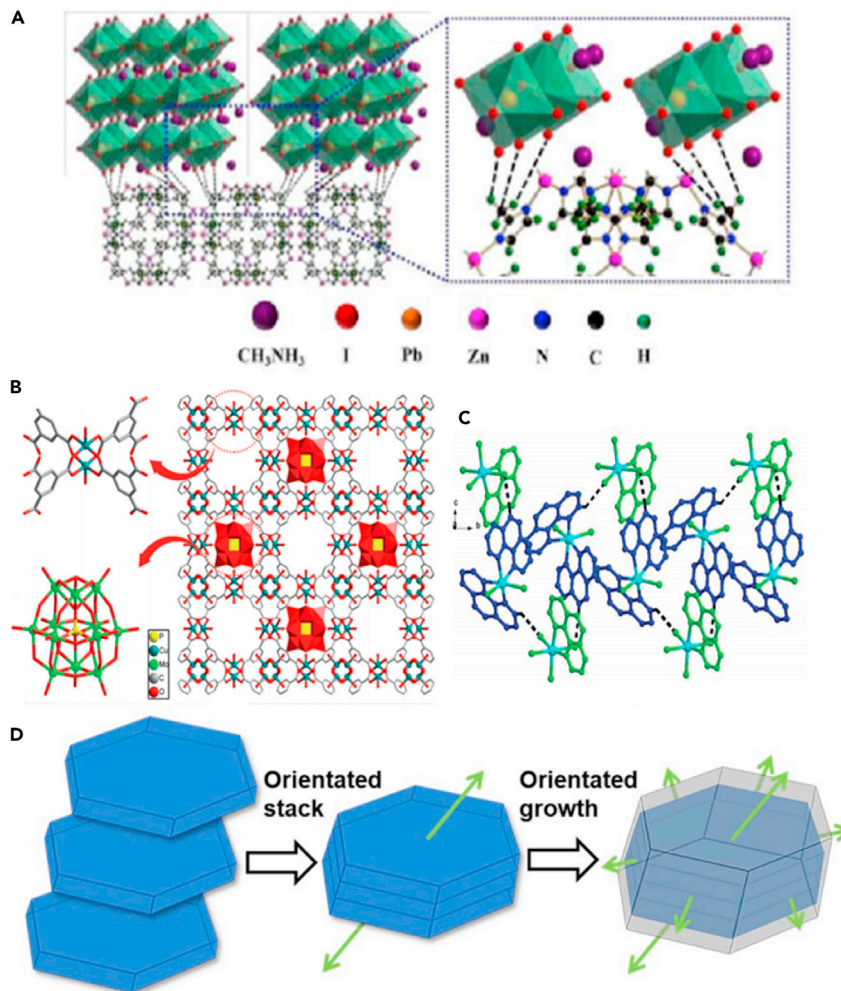 A
CH₃NH₃ I Pb Zn N C H
B
C
P
Cu
Mo
C
O
c
b
D
Orientated
stack
Orientated
growth